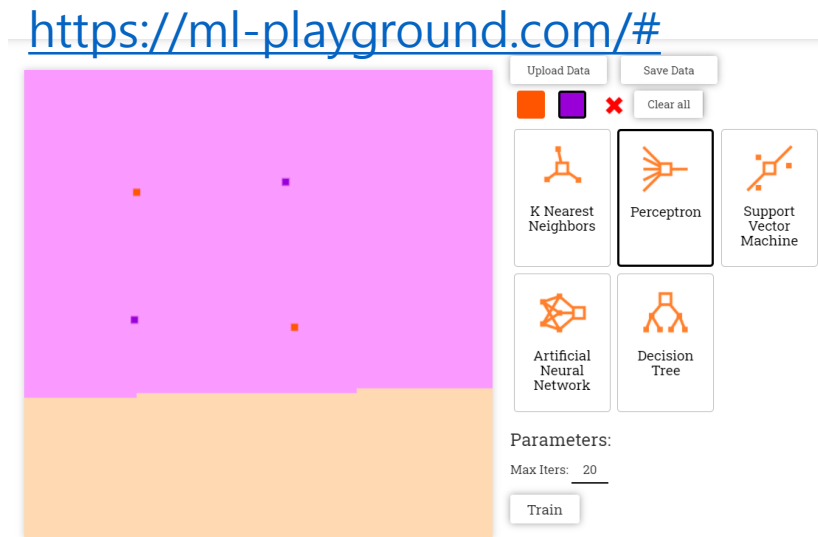 https://ml-playground.com/#
Upload Data
Save Data
Clear all
K Nearest
Neighbors
Perceptron
Support
Vector
Machine
Artificial
Neural
Network
Decision
Tree
Parameters:
Max Iters: 20
Train